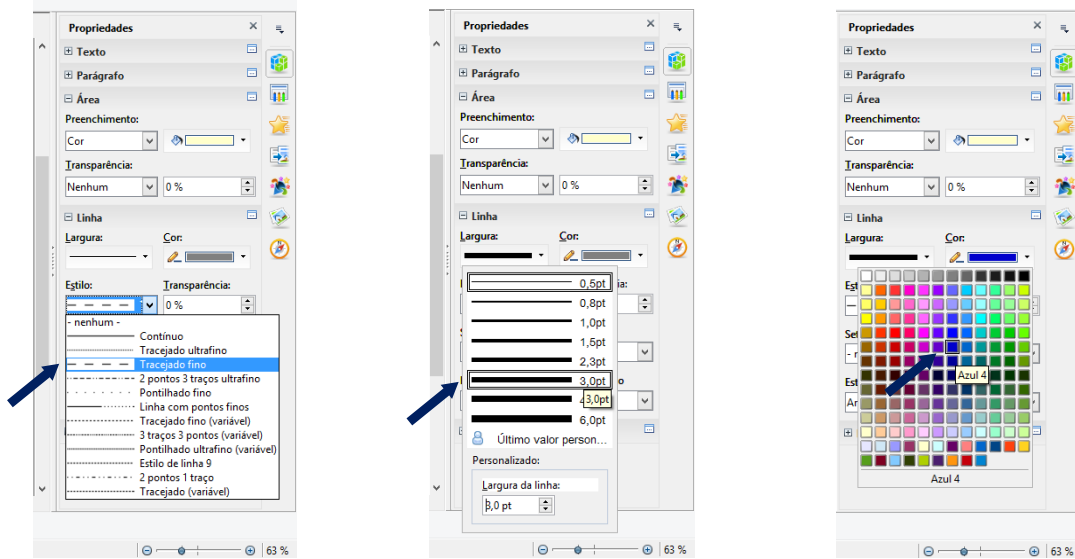 Propriedades
Texto
Parágrafo
Área
Preenchimento:
Cor
Transparência:
Nenhum 0 %
Linha
Largura: Cor:
Estilo: Transparência:
0 %
- nenhum -
Contínuo
Tracejado ultrafino
Tracejado fino
2 pontos 3 traços ultrafino
Pontilhado fino
Linha com pontos finos
Tracejado fino (variável)
3 traços 3 pontos (variável)
Pontilhado ultrafino (variável)
Estilo de linha 9
2 pontos 1 traço
Tracejado (variável)
63 %
Propriedades
Texto
Parágrafo
Área
Preenchimento:
Cor
Transparência:
Nenhum 0 %
Linha
Largura: Cor:
0,5pt
0,8pt
1,0pt
1,5pt
2,3pt
3,0pt
3,0pt
6,0pt
Último valor person...
Personalizado:
Largura da linha:
3,0 pt
63 %
Propriedades
Texto
Parágrafo
Área
Preenchimento:
Cor
Transparência:
Nenhum 0 %
Linha
Largura: Cor:
Azul 4
Azul 4
63 %